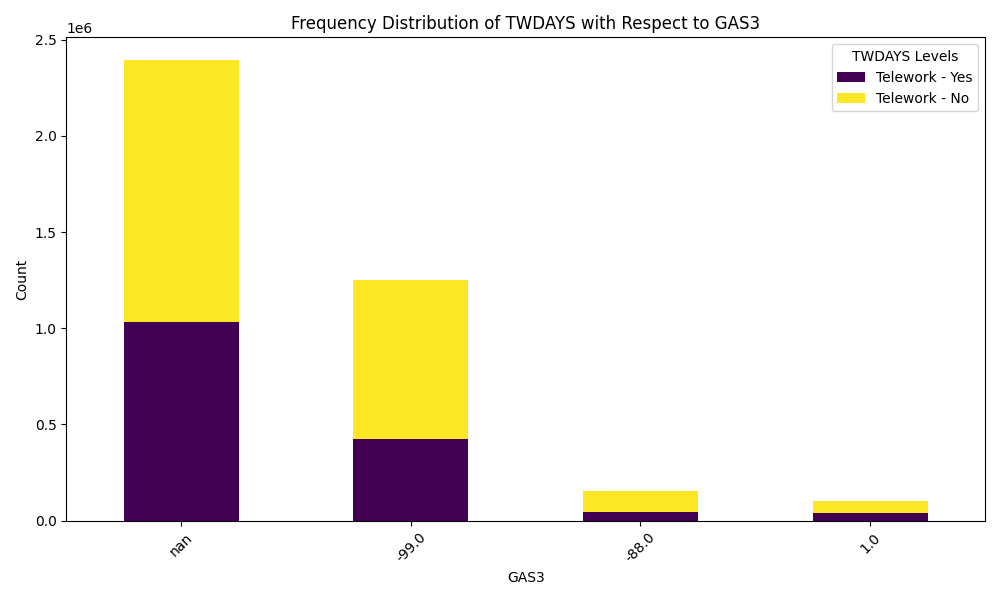 Frequency Distribution of TWDAYS with Respect to GAS3
1e6
2.5
2.0
1.5
1.0
0.5
0.0
Count
TWDAYS Levels
Telework - Yes
Telework - No
nan
-99.0
-88.0
1.0
GAS3